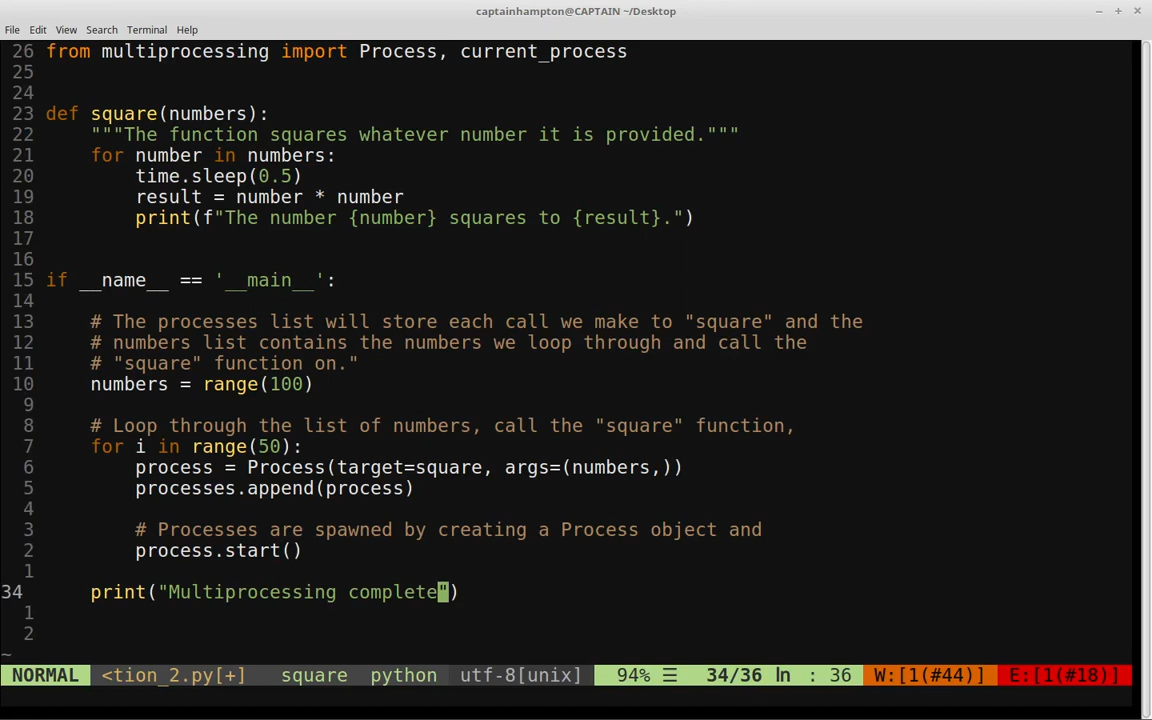 captainhampton@CAPTAIN ~/Desktop
− + ×
File Edit View Search Terminal Help
26 from multiprocessing import Process, current_process
25
24
23 def square(numbers):
22     """The function squares whatever number it is provided."""
21     for number in numbers:
20         time.sleep(0.5)
19         result = number * number
18         print(f"The number {number} squares to {result}.")
17
16
15 if __name__ == '__main__':
14
13     # The processes list will store each call we make to "square" and the
12     # numbers list contains the numbers we loop through and call the
11     # "square" function on."
10     numbers = range(100)
9
8     # Loop through the list of numbers, call the "square" function,
7     for i in range(50):
6         process = Process(target=square, args=(numbers,))
5         processes.append(process)
4
3         # Processes are spawned by creating a Process object and
2         process.start()
1
34     print("Multiprocessing complete")
1
2
~
NORMAL <tion_2.py[+] square python utf-8[unix] 94% ☰ 34/36 ㏑ : 36 W:[1(#44)] E:[1(#18)]